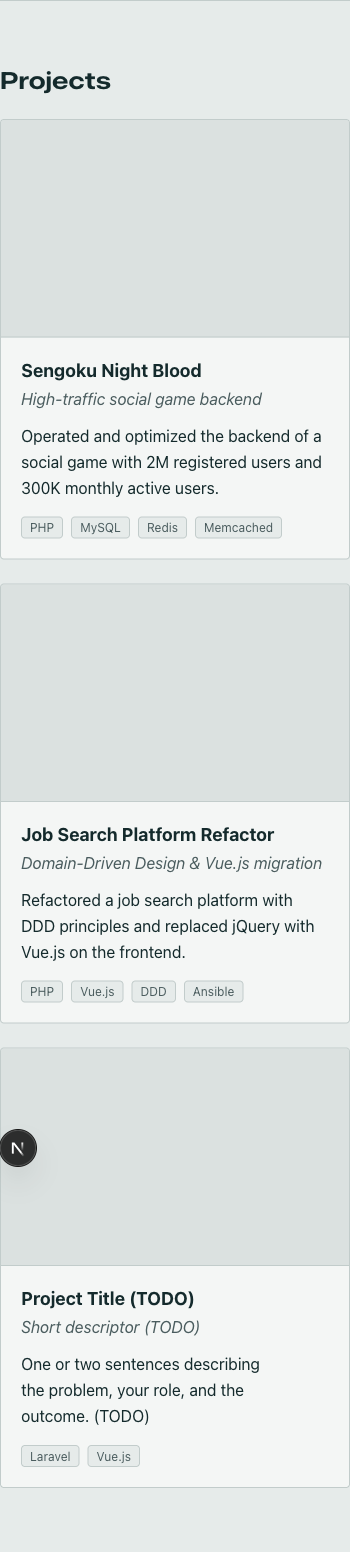 Projects
Sengoku Night Blood
High-traffic social game backend
Operated and optimized the backend of a
social game with 2M registered users and
300K monthly active users.
PHP MySQL Redis Memcached
Job Search Platform Refactor
Domain-Driven Design & Vue.js migration
Refactored a job search platform with
DDD principles and replaced jQuery with
Vue.js on the frontend.
PHP Vue.js DDD Ansible
N
Project Title (TODO)
Short descriptor (TODO)
One or two sentences describing
the problem, your role, and the
outcome. (TODO)
Laravel Vue.js